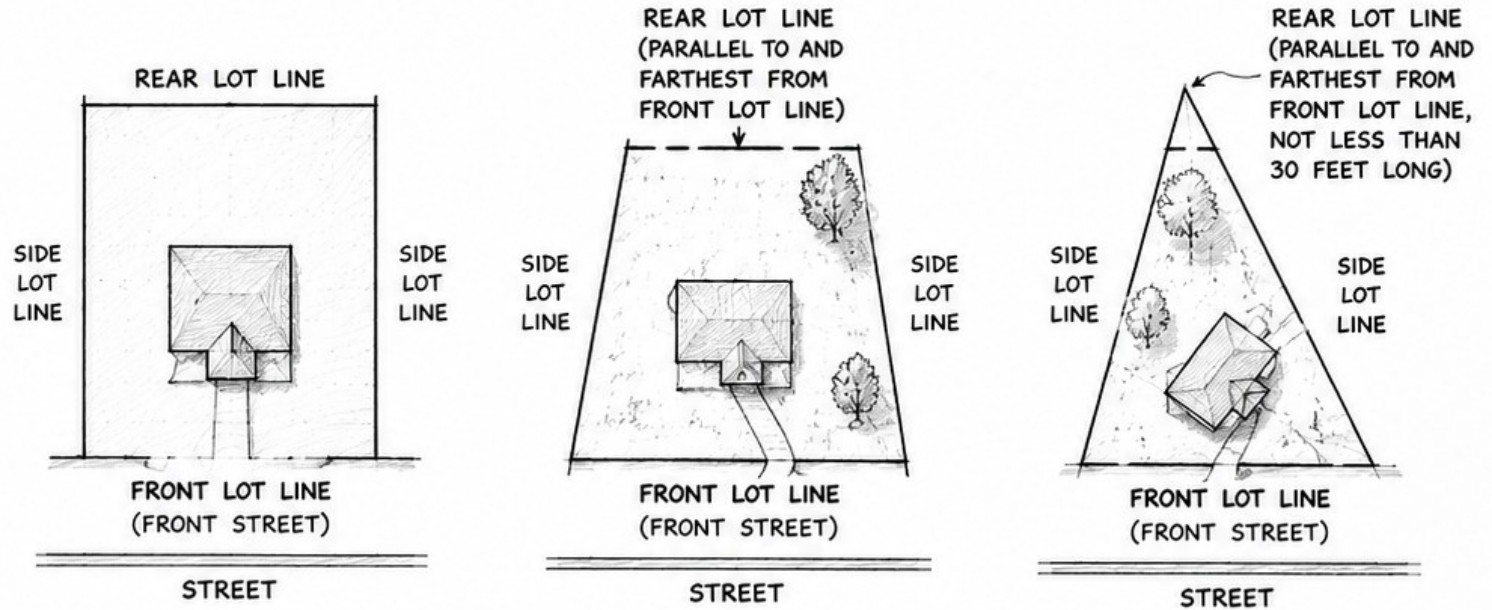 REAR LOT LINE
SIDE
LOT
LINE
SIDE
LOT
LINE
FRONT LOT LINE
(FRONT STREET)
STREET
REAR LOT LINE
(PARALLEL TO AND
FARTHEST FROM
FRONT LOT LINE)
SIDE
LOT
LINE
SIDE
LOT
LINE
FRONT LOT LINE
(FRONT STREET)
STREET
REAR LOT LINE
(PARALLEL TO AND
FARTHEST FROM
FRONT LOT LINE,
NOT LESS THAN
30 FEET LONG)
SIDE
LOT
LINE
SIDE
LOT
LINE
FRONT LOT LINE
(FRONT STREET)
STREET